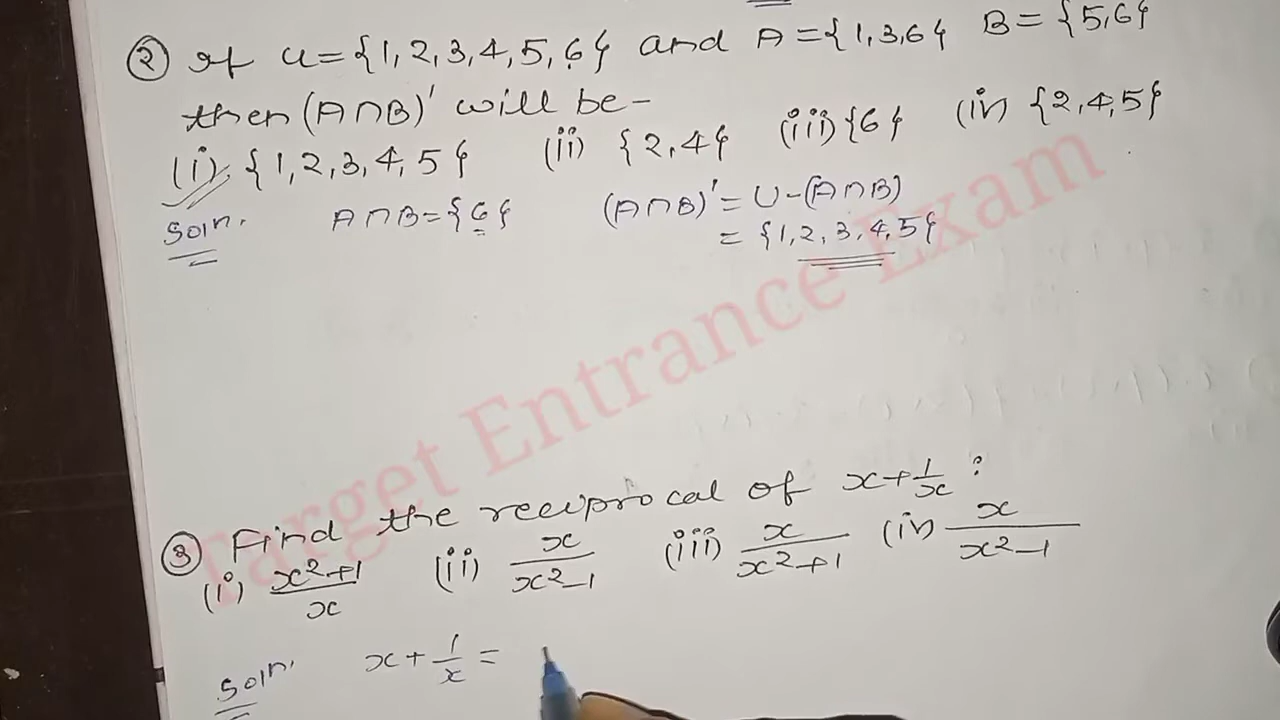 ② If U={1,2,3,4,5,6} and A={1,3,6} B={5,6}
then (A∩B)' will be-
(i) {1,2,3,4,5} (ii) {2,4} (iii) {6} (iv) {2,4,5}
Soln. A∩B={6} (A∩B)'=U-(A∩B)
={1,2,3,4,5}
Target Entrance Exam
③ Find the reciprocal of x+1/x ?
(i) x²+1/x (ii) x/x²-1 (iii) x/x²+1 (iv) x/x²-1
Soln. x+1/x=